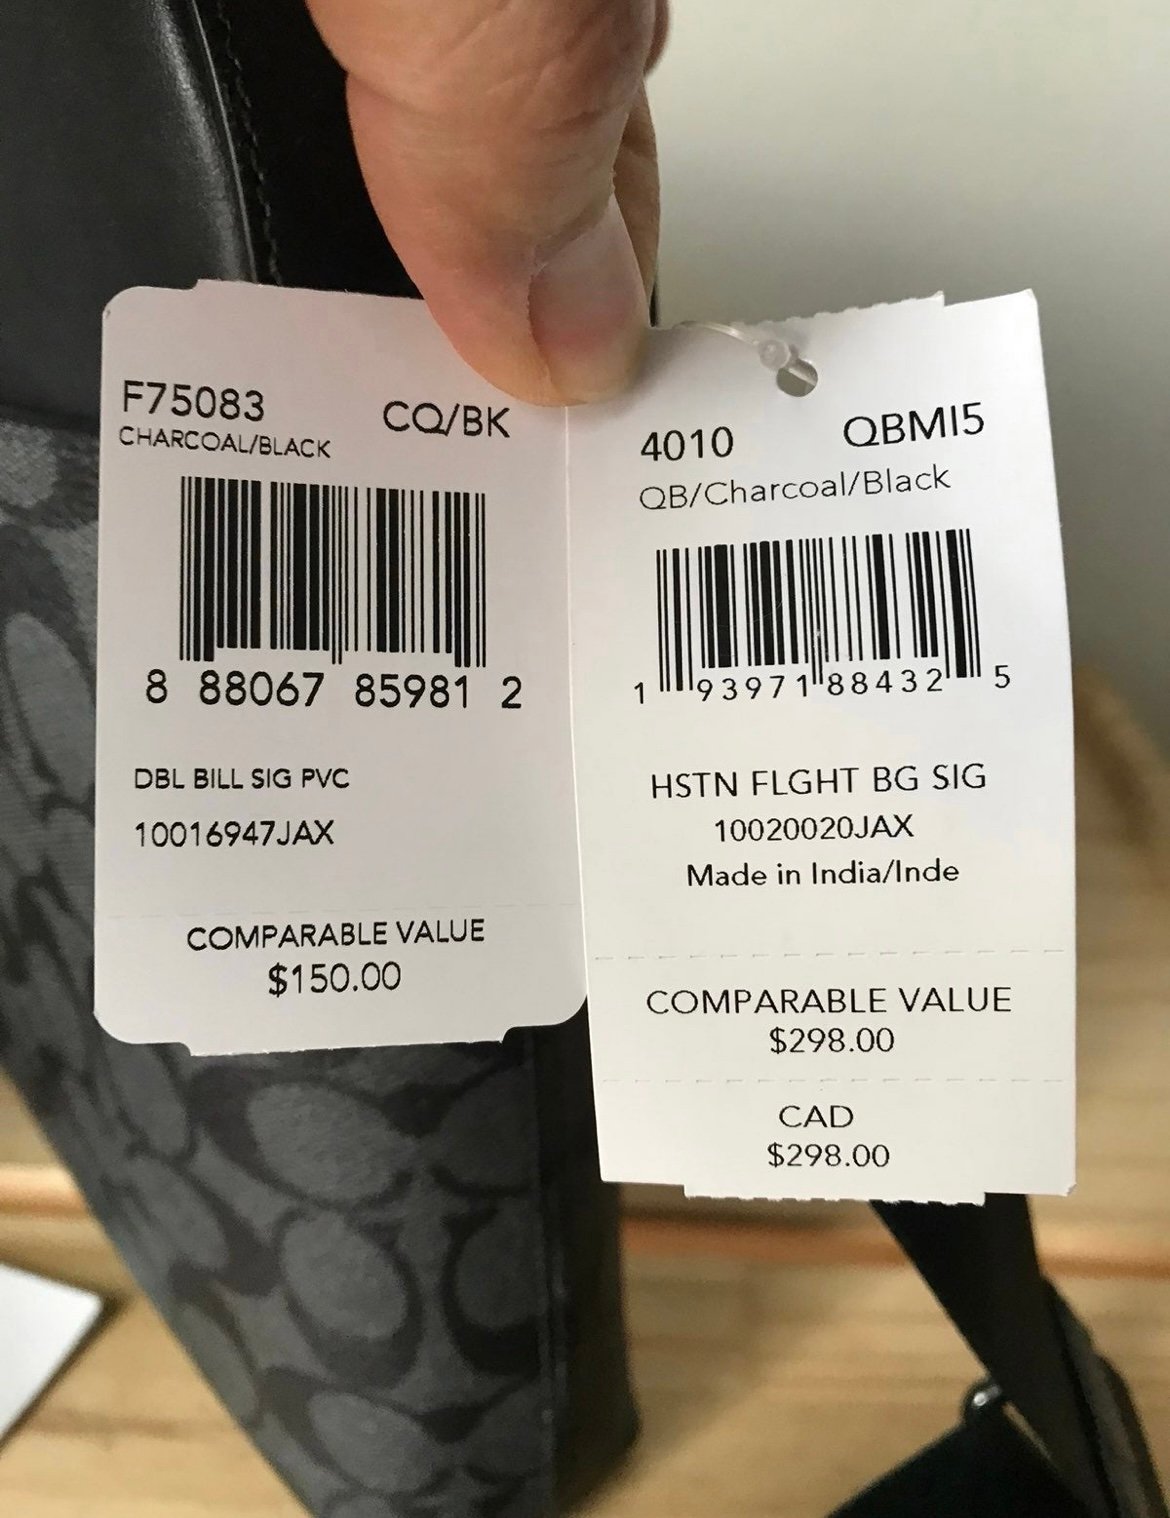 F75083 CQ/BK
CHARCOAL/BLACK
8 88067 85981 2
DBL BILL SIG PVC
10016947JAX
COMPARABLE VALUE
$150.00
4010 QBMI5
QB/Charcoal/Black
1 93971 88432 5
HSTN FLGHT BG SIG
10020020JAX
Made in India/Inde
COMPARABLE VALUE
$298.00
CAD
$298.00